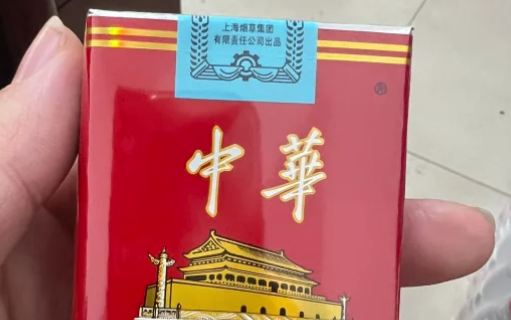 上海烟草集团
有限责任公司出品
中華